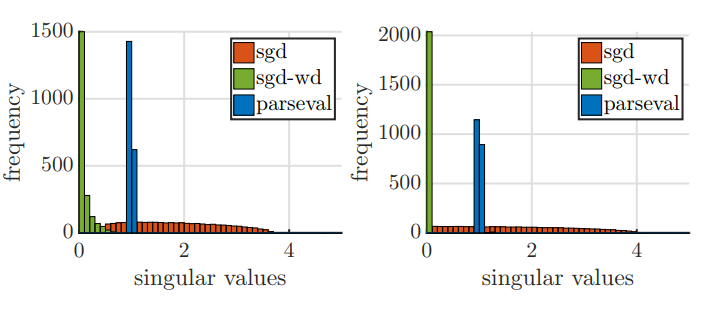 1500
1000
500
0
frequency
0
2
4
singular values
sgd
sgd-wd
parseval
2000
1500
1000
500
0
frequency
0
2
4
singular values
sgd
sgd-wd
parseval